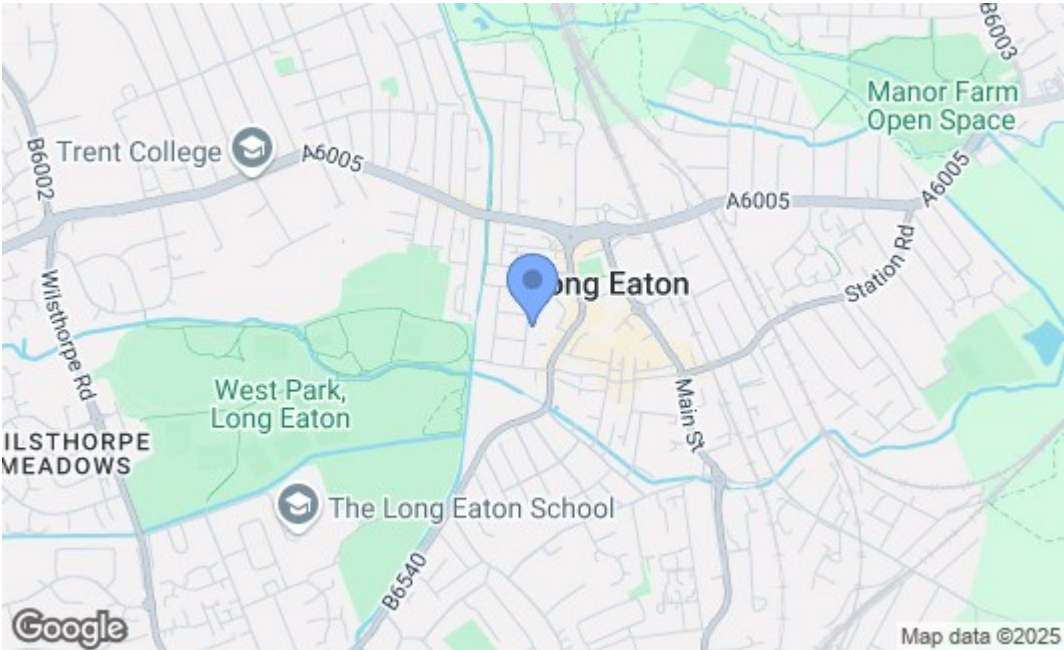 B6003
Manor Farm
Open Space
B6002
Trent College
A6005
A6005
A6005
ong Eaton
Station Rd
Wilsthorpe Rd
West Park,
Long Eaton
Main St
ILSTHORPE
MEADOWS
The Long Eaton School
B6540
Google
Map data ©2025